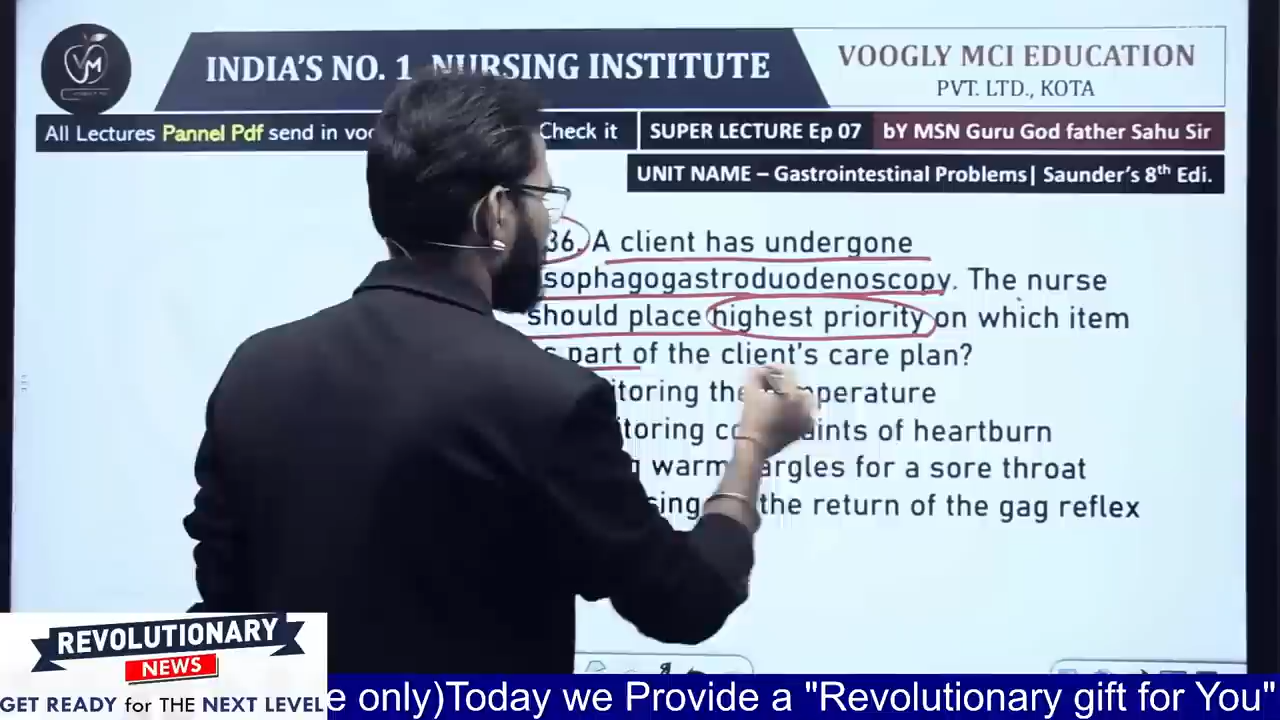 INDIA'S NO. 1 NURSING INSTITUTE
VOOGLY MCI EDUCATION
PVT. LTD., KOTA
VM
All Lectures Pannel Pdf send in Check it
SUPER LECTURE Ep 07 bY MSN Guru God father Sahu Sir
UNIT NAME – Gastrointestinal Problems| Saunder's 8th Edi.
36. A client has undergone
sophagogastroduodenoscopy. The nurse
should place highest priority on which item
part of the client's care plan?
itoring the perature
itoring co aints of heartburn
warm argles for a sore throat
sing the return of the gag reflex
REVOLUTIONARY
NEWS
GET READY for THE NEXT LEVEL
e only)Today we Provide a "Revolutionary gift for You"